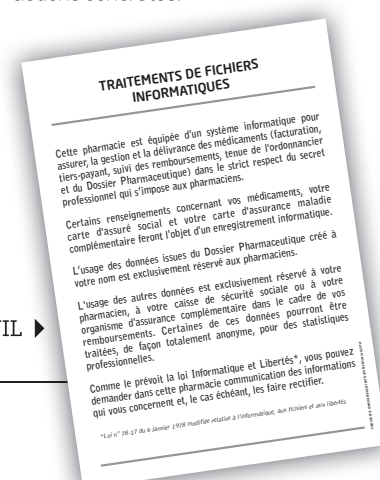 TRAITEMENTS DE FICHIERS
INFORMATIQUES
Cette pharmacie est équipée d'un système informatique pour
assurer, la gestion et la délivrance des médicaments (facturation,
tiers-payant, suivi des remboursements, tenue de l'ordonnancier
et du Dossier Pharmaceutique) dans le strict respect du secret
professionnel qui s'impose aux pharmaciens.
Certains renseignements concernant vos médicaments, votre
carte d'assuré social et votre carte d'assurance maladie
complémentaire feront l'objet d'un enregistrement informatique.
L'usage des données issues du Dossier Pharmaceutique créé à
votre nom est exclusivement réservé aux pharmaciens.
L'usage des autres données est exclusivement réservé à votre
pharmacien, à votre caisse de sécurité sociale ou à votre
organisme d'assurance complémentaire dans le cadre de vos
remboursements. Certaines de ces données pourront être
traitées, de façon totalement anonyme, pour des statistiques
professionnelles.
Comme le prévoit la loi Informatique et Libertés*, vous pouvez
demander dans cette pharmacie communication des informations
qui vous concernent et, le cas échéant, les faire rectifier.
*Loi n° 78-17 du 6 janvier 1978 modifiée relative à l'informatique, aux fichiers et aux libertés